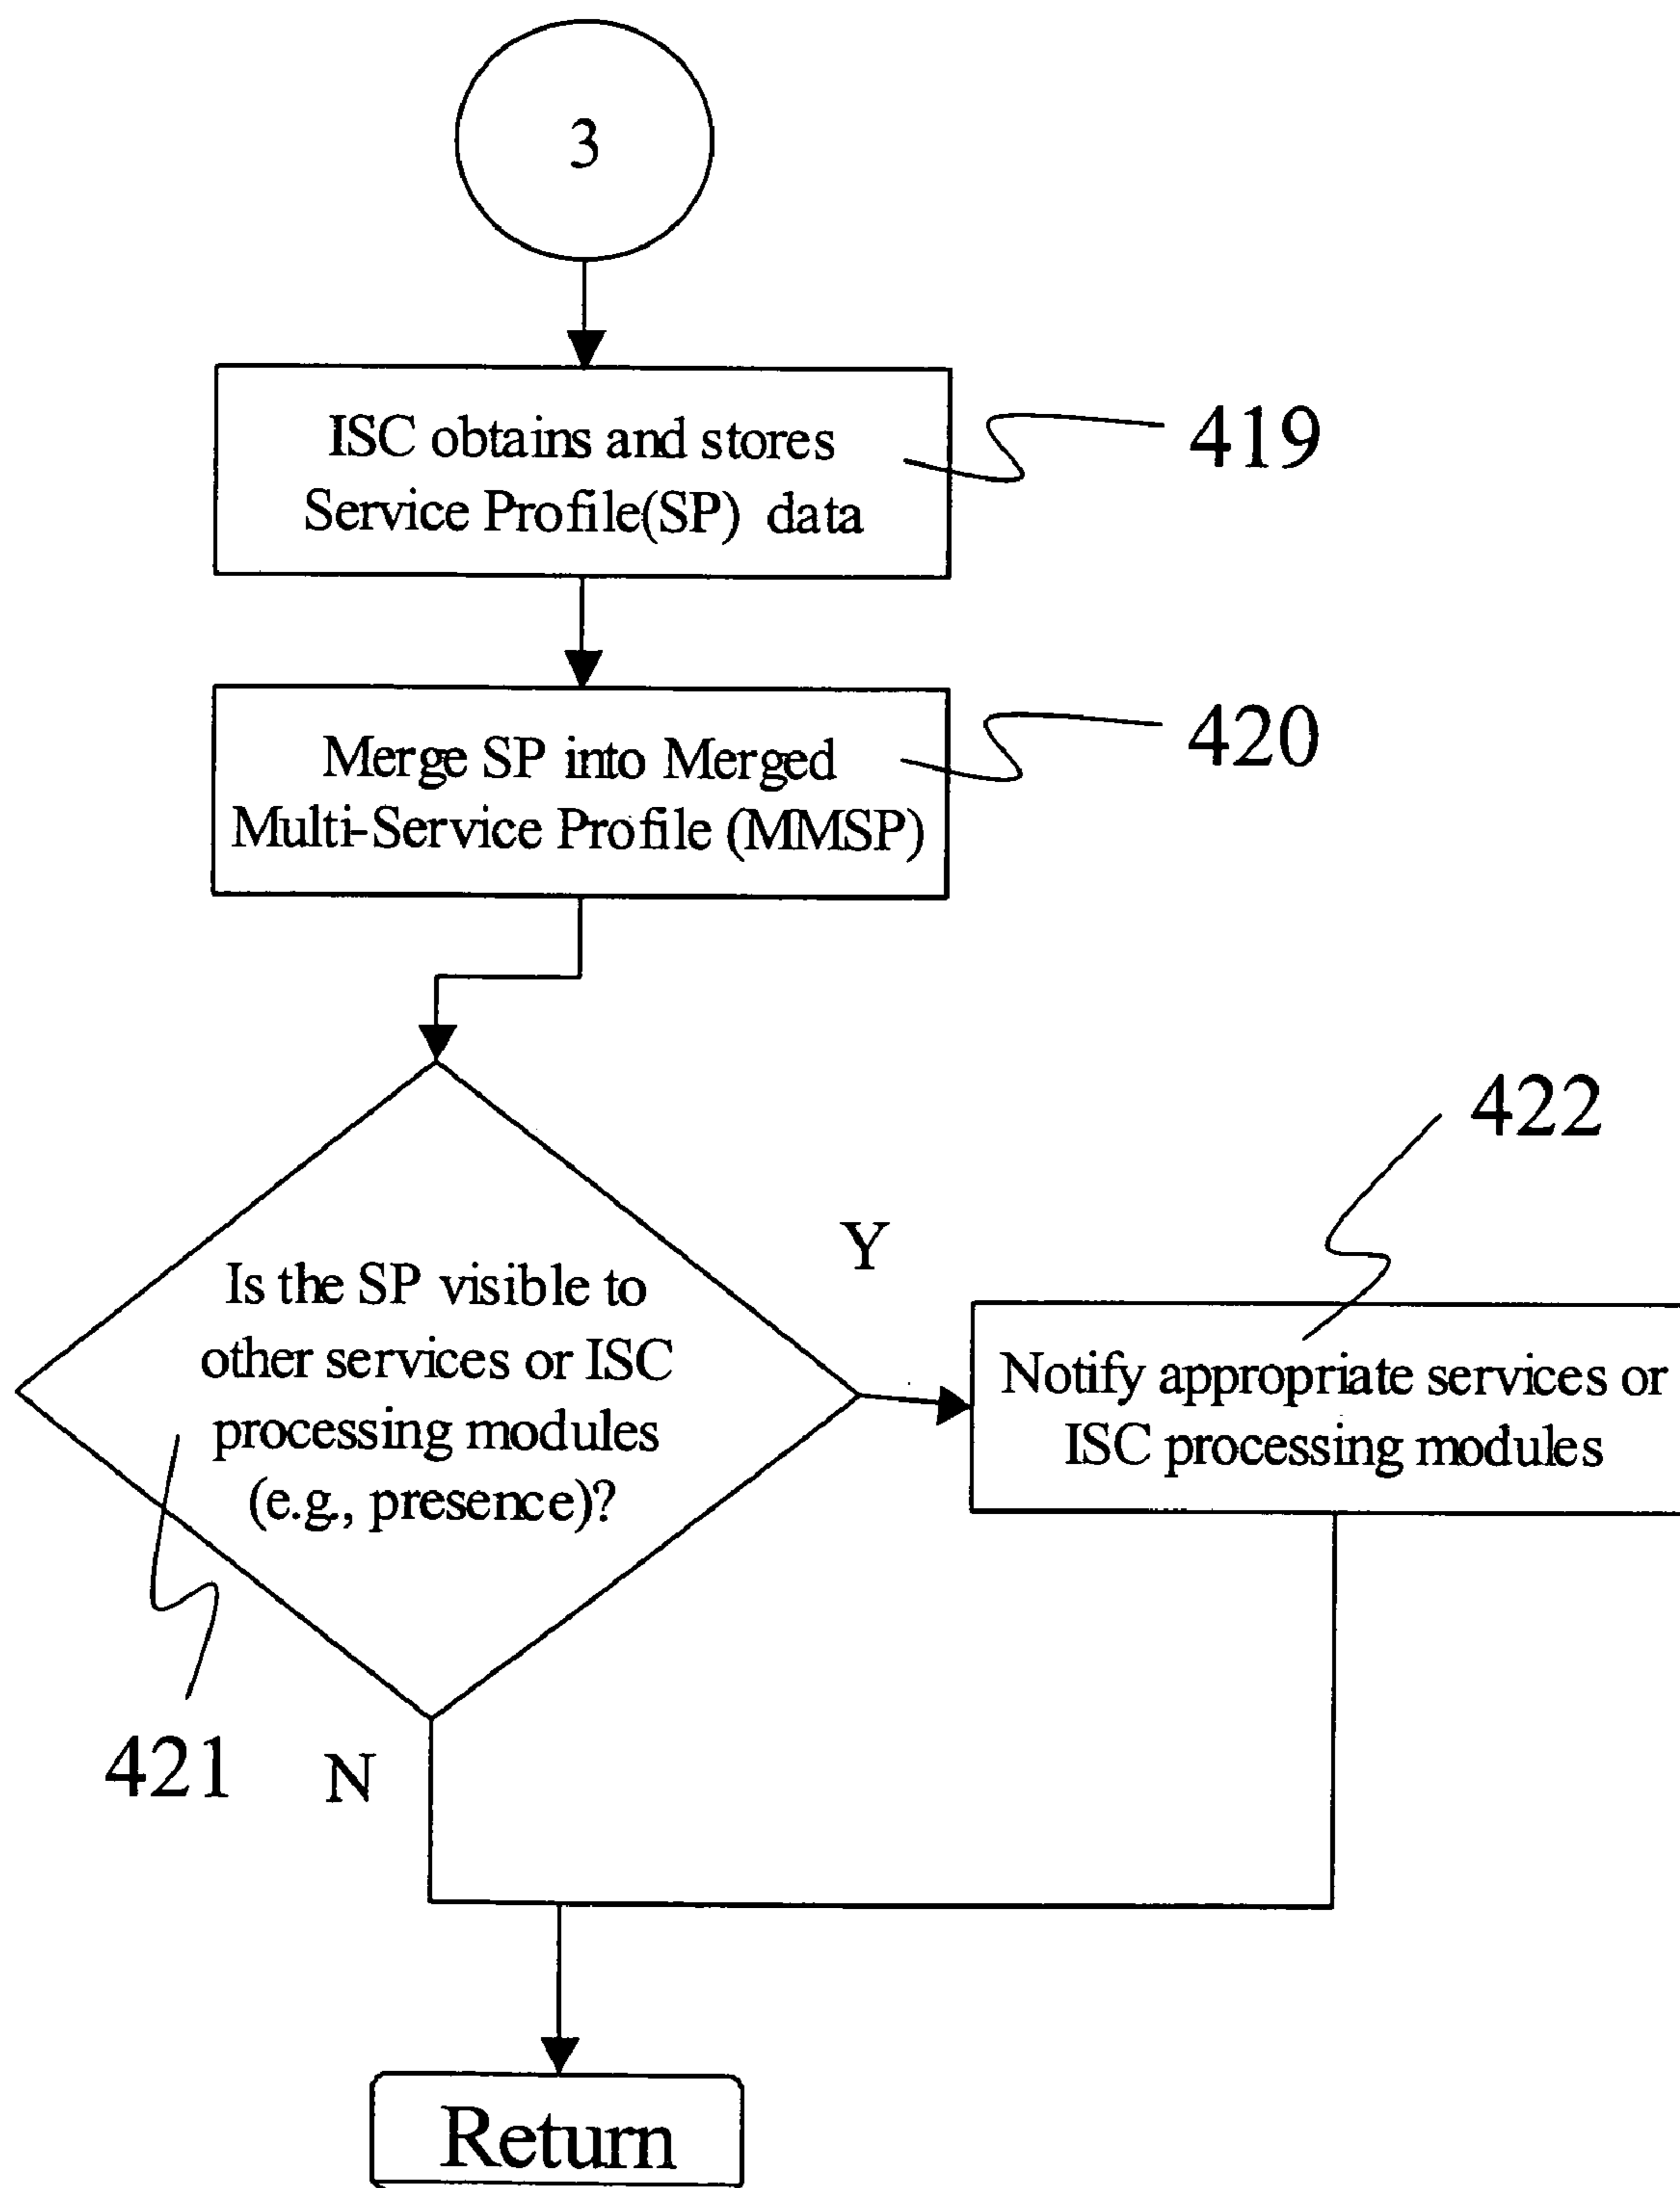 3
ISC obtains and stores
Service Profile(SP) data
419
Merge SP into Merged
Multi-Service Profile (MMSP)
420
Is the SP visible to
other services or ISC
processing modules
(e.g., presence)?
421
Y
N
Notify appropriate services or
ISC processing modules
422
Return